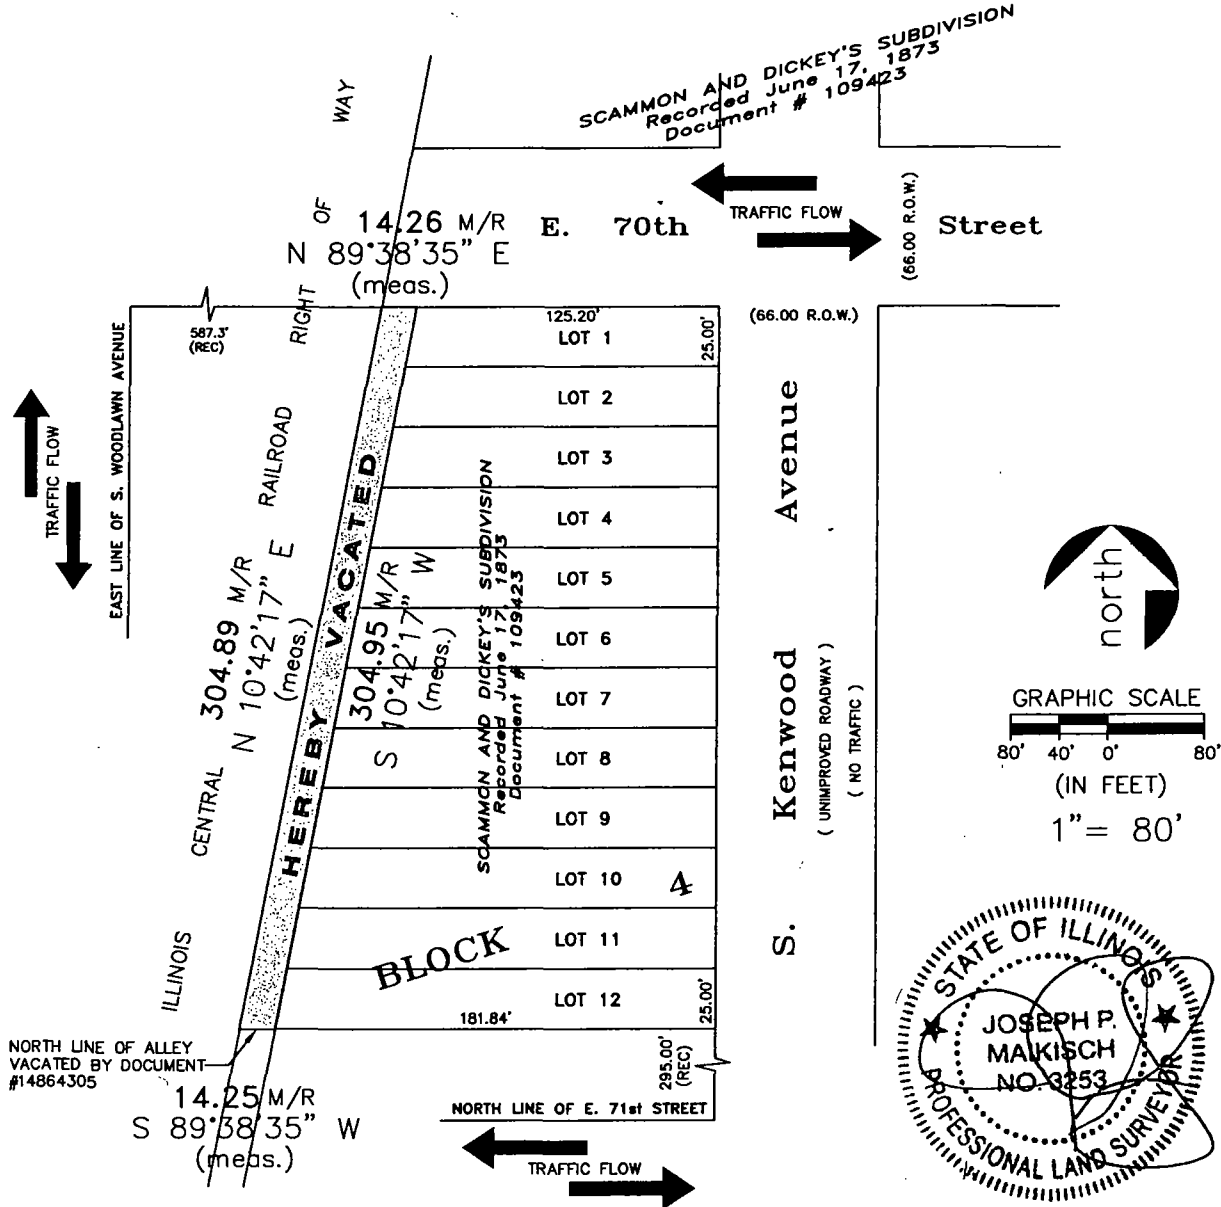 SCAMMON AND DICKEY'S SUBDIVISION
Recorded June 17, 1873
Document # 109423
WAY
OF
RIGHT
RAILROAD
CENTRAL
ILLINOIS
14.26 M/R
N 89°38'35" E
(meas.)
E. 70th
TRAFFIC FLOW
(66.00 R.O.W.)
Street
587.3'
(REC)
125.20'
25.00'
(66.00 R.O.W.)
EAST LINE OF S. WOODLAWN AVENUE
TRAFFIC FLOW
LOT 1
LOT 2
LOT 3
LOT 4
LOT 5
LOT 6
LOT 7
LOT 8
LOT 9
LOT 10
LOT 11
LOT 12
304.89 M/R
N 10°42'17" E
(meas.)
HEREBY VACATED
304.95 M/R
S 10°42'17" W
(meas.)
SCAMMON AND DICKEY'S SUBDIVISION
Recorded June 17, 1873
Document # 109423
BLOCK 4
S. Kenwood Avenue
( UNIMPROVED ROADWAY )
( NO TRAFFIC )
north
GRAPHIC SCALE
80' 40' 0' 80'
(IN FEET)
1"= 80'
181.84'
25.00'
295.00'
(REC)
NORTH LINE OF ALLEY
VACATED BY DOCUMENT
#14864305
14.25 M/R
S 89°38'35" W
(meas.)
NORTH LINE OF E. 71st STREET
TRAFFIC FLOW
STATE OF ILLINOIS
JOSEPH P.
MAIKISCH
NO. 3253
PROFESSIONAL LAND SURVEYOR